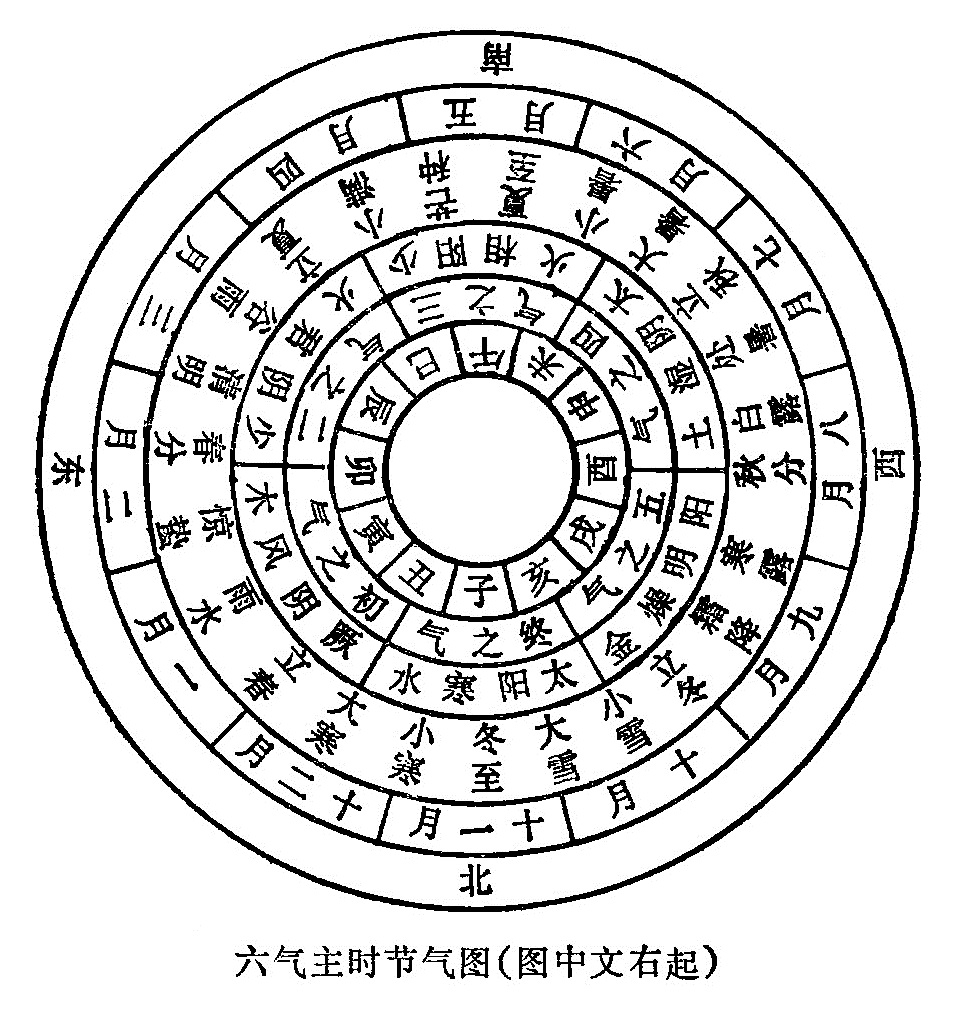 南
西
北
东
一月
二月
三月
四月
五月
六月
七月
八月
九月
十月
十一月
十二月
大寒
立春
雨水
惊蛰
春分
清明
谷雨
立夏
小满
芒种
夏至
小暑
大暑
立秋
处暑
白露
秋分
寒露
霜降
立冬
小雪
大雪
冬至
小寒
厥阴风木
少阴君火
少阳相火
太阴湿土
阳明燥金
太阳寒水
初之气
二之气
三之气
四之气
五之气
终之气
子
丑
寅
卯
辰
巳
午
未
申
酉
戌
亥
六气主时节气图(图中文右起)